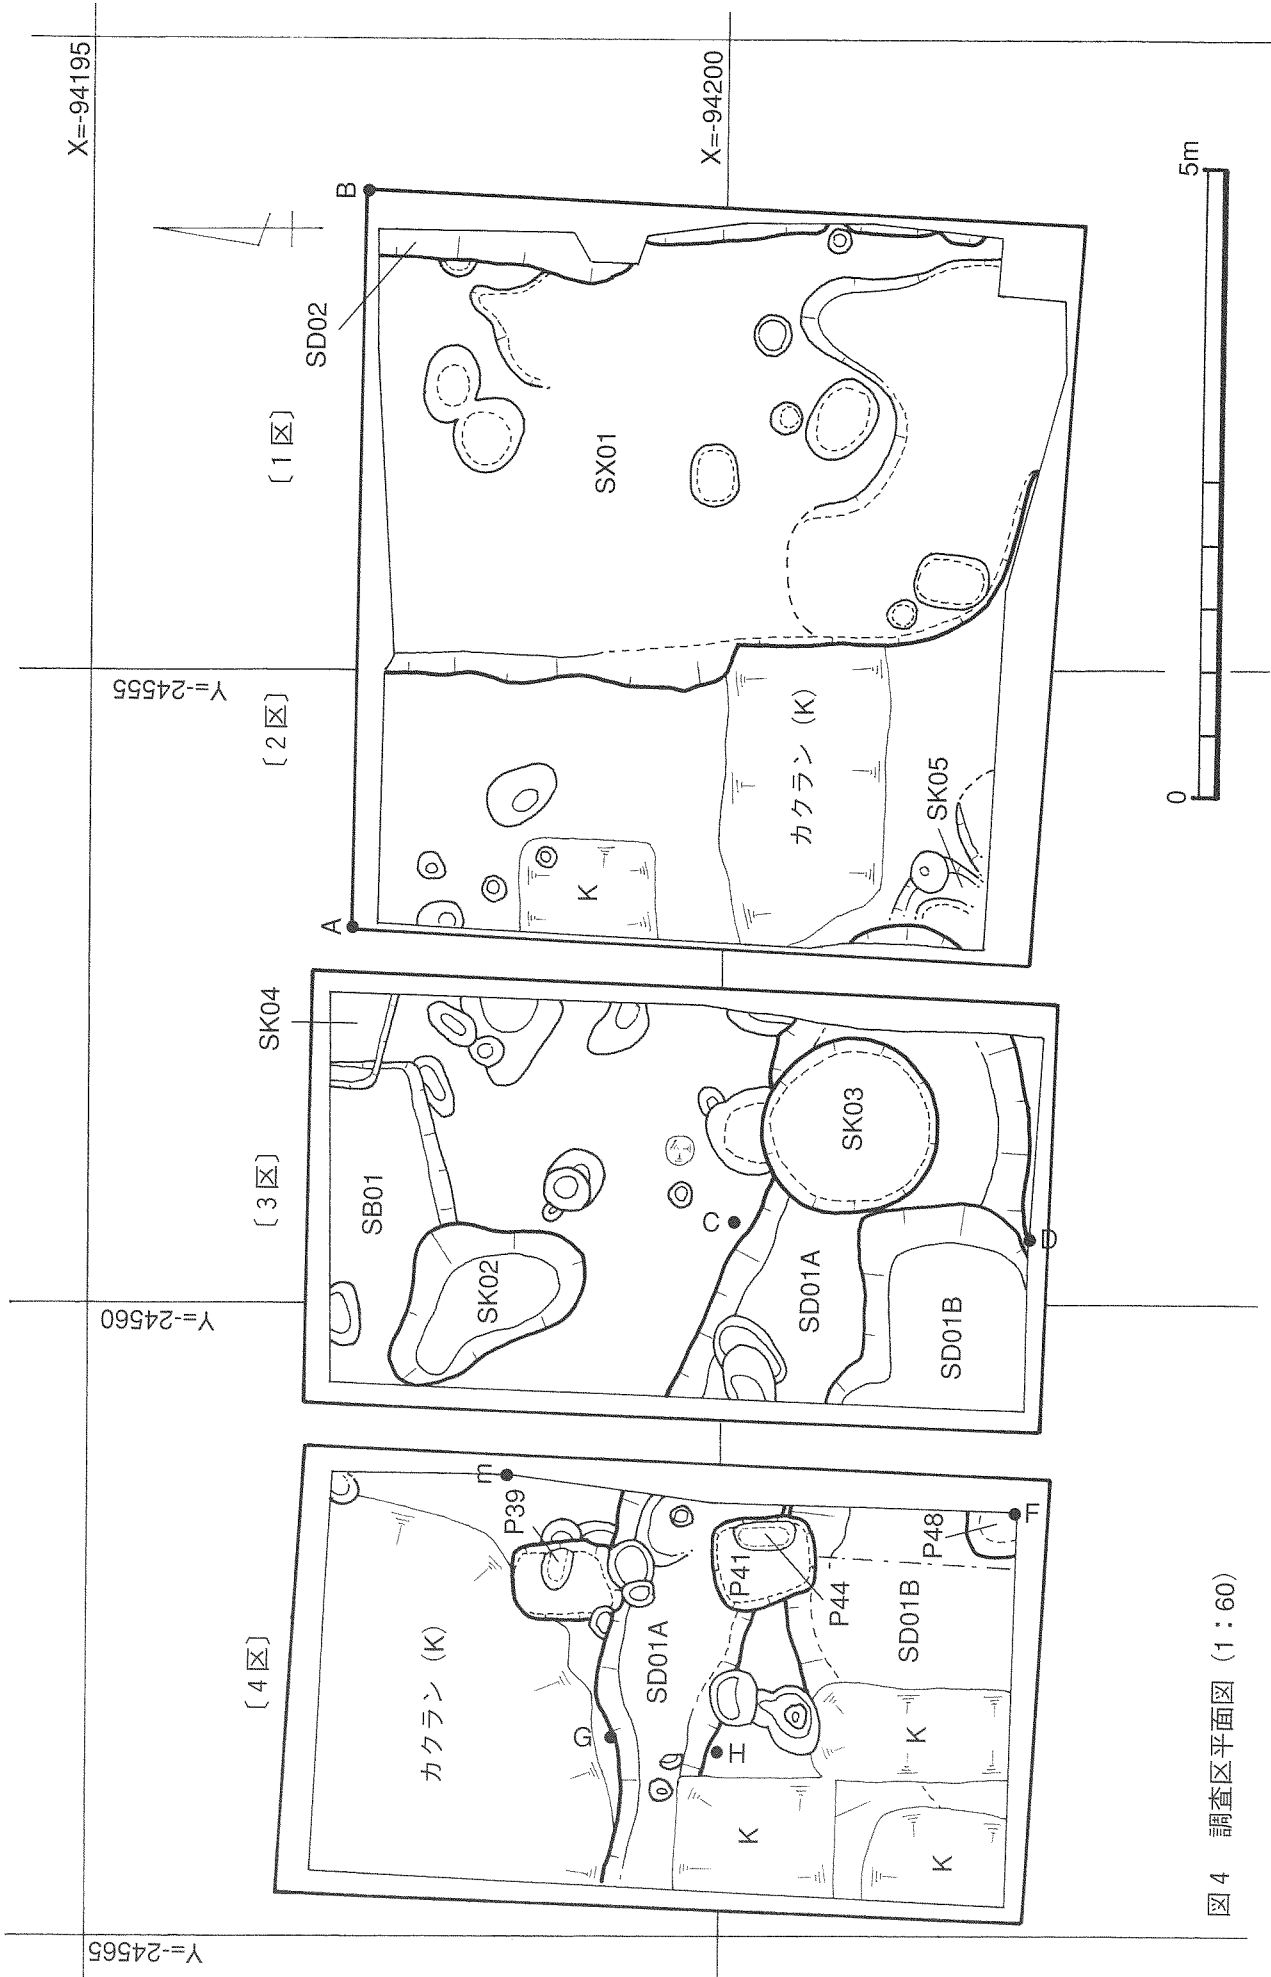 X=-94195
X=-94200
Y=-24555
Y=-24560
Y=-24565
〔1区〕
〔2区〕
〔3区〕
〔4区〕
A
B
SD02
SX01
カクラン (K)
K
SK05
SK04
SB01
SK02
SK03
C
D
SD01A
SD01B
E
F
P39
P41
P44
P48
カクラン (K)
SD01A
SD01B
G
H
K
K
K
0
5m
図4 調査区平面図 (1:60)